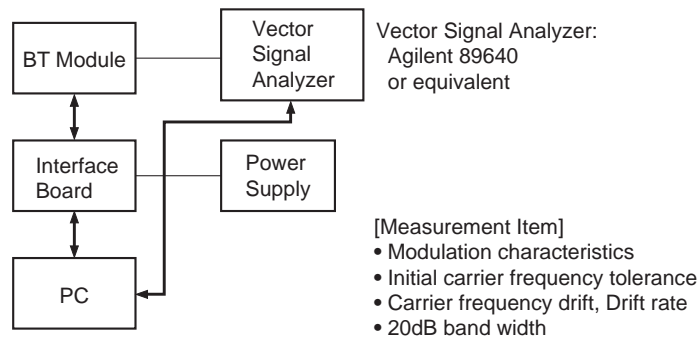 BT Module
Vector
Signal
Analyzer
Vector Signal Analyzer:
Agilent 89640
or equivalent
Interface
Board
Power
Supply
PC
[Measurement Item]
• Modulation characteristics
• Initial carrier frequency tolerance
• Carrier frequency drift, Drift rate
• 20dB band width